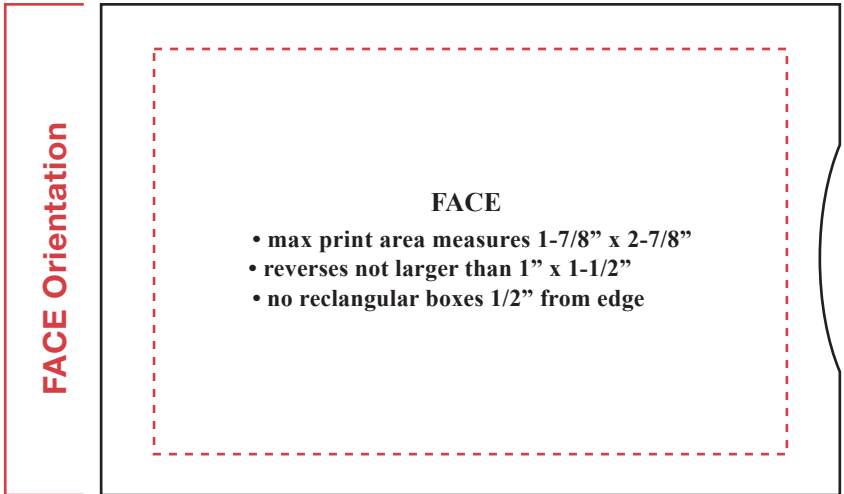 FACE Orientation
FACE
• max print area measures 1-7/8” x 2-7/8”
• reverses not larger than 1” x 1-1/2”
• no reclangular boxes 1/2” from edge